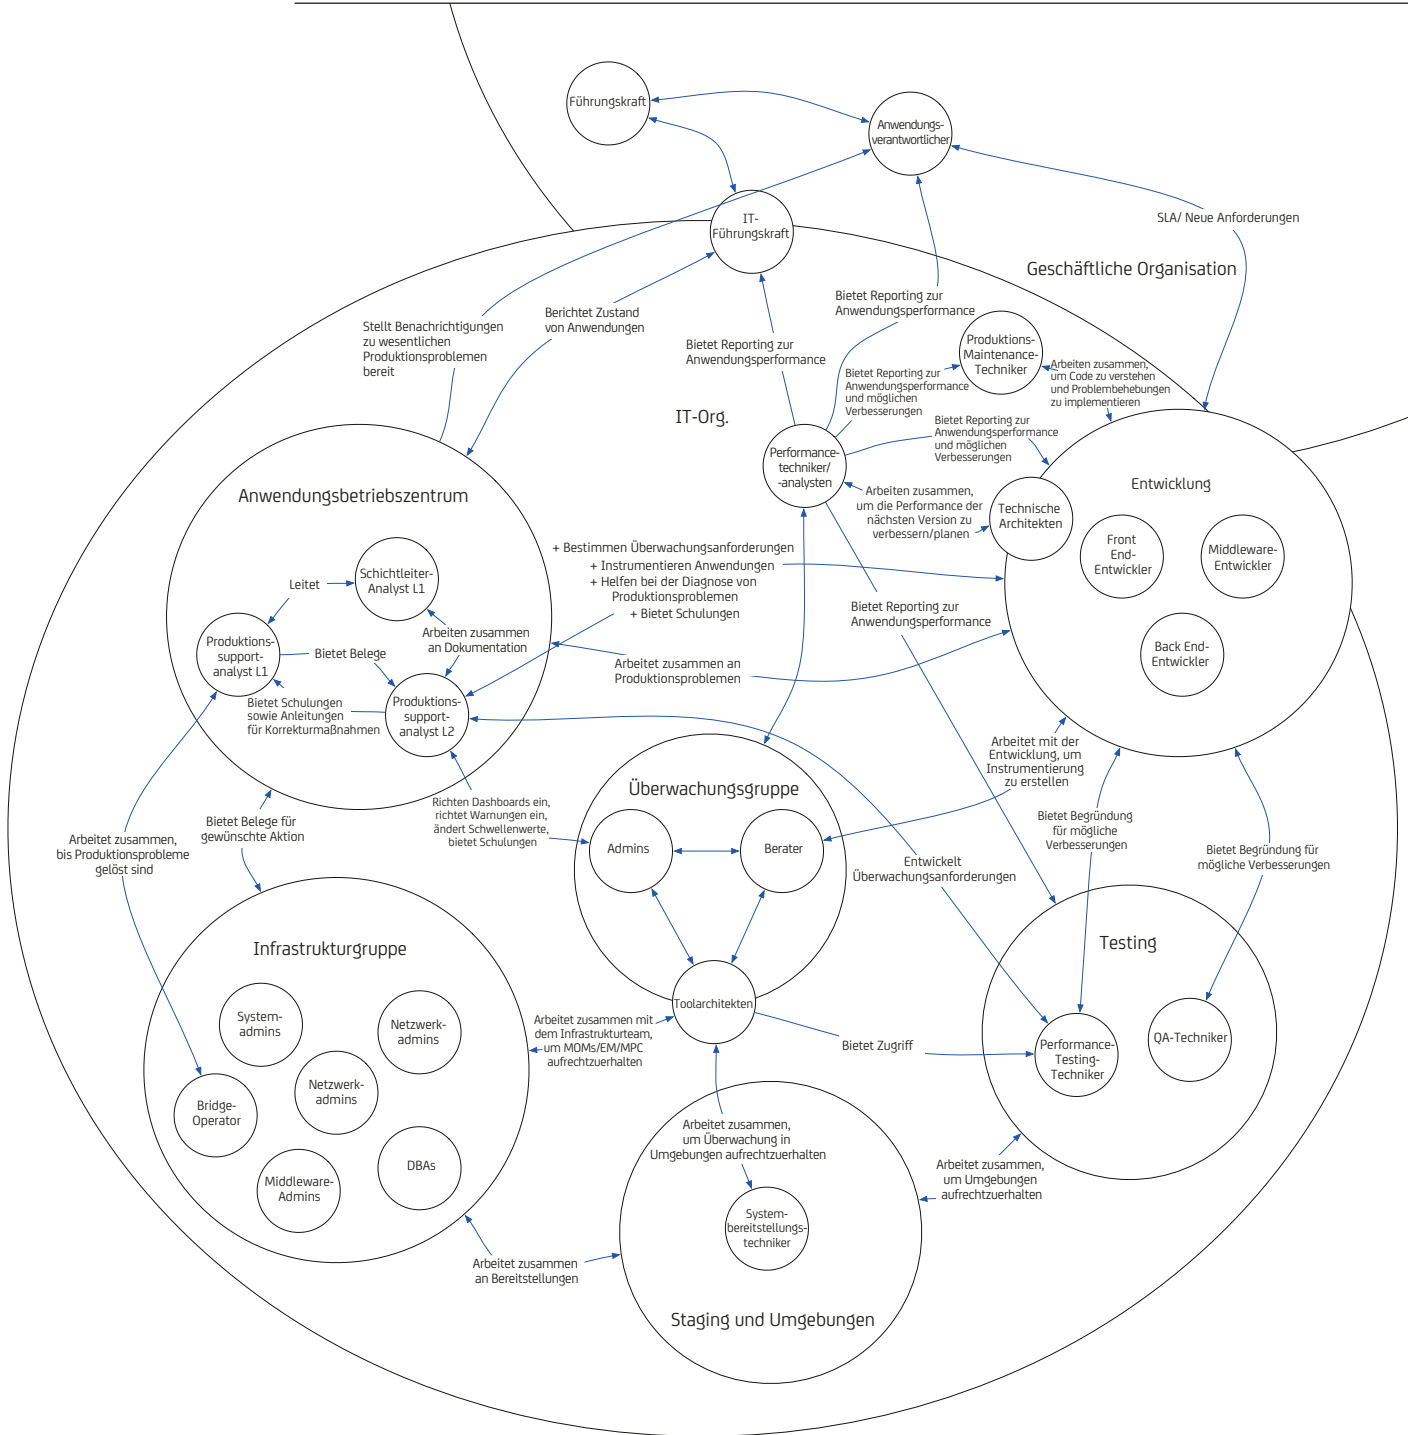 Führungskraft
Anwendungs-
verantwortlicher
IT-
Führungskraft
SLA/ Neue Anforderungen
Geschäftliche Organisation
Stellt Benachrichtigungen
zu wesentlichen
Produktionsproblemen
bereit
Berichtet Zustand
von Anwendungen
Bietet Reporting zur
Anwendungsperformance
Bietet Reporting zur
Anwendungsperformance
Produktions-
Maintenance-
Techniker
Bietet Reporting zur
Anwendungsperformance
und möglichen
Verbesserungen
Arbeiten zusammen,
um Code zu verstehen
und Problembehebungen
zu implementieren
IT-Org.
Bietet Reporting zur
Anwendungsperformance
und möglichen
Verbesserungen
Performance-
techniker/
-analysten
Anwendungsbetriebszentrum
Arbeiten zusammen,
um die Performance der
nächsten Version zu
verbessern/planen
Technische
Architekten
Entwicklung
Front
End-
Entwickler
Middleware-
Entwickler
Back End-
Entwickler
+ Bestimmen Überwachungsanforderungen
+ Instrumentieren Anwendungen
+ Helfen bei der Diagnose von
Produktionsproblemen
+ Bietet Schulungen
Leitet
Schichtleiter-
Analyst L1
Produktions-
support-
analyst L1
Bietet Belege
Arbeiten zusammen
an Dokumentation
Bietet Schulungen
sowie Anleitungen
für Korrekturmaßnahmen
Produktions-
support-
analyst L2
Arbeitet zusammen an
Produktionsproblemen
Bietet Reporting zur
Anwendungsperformance
Arbeitet mit der
Entwicklung, um
Instrumentierung
zu erstellen
Überwachungsgruppe
Admins
Berater
Toolarchitekten
Richten Dashboards ein,
richtet Warnungen ein,
ändert Schwellenwerte,
bietet Schulungen
Arbeitet zusammen,
bis Produktionsprobleme
gelöst sind
Bietet Belege für
gewünschte Aktion
Entwickelt
Überwachungsanforderungen
Bietet Begründung
für mögliche
Verbesserungen
Bietet Begründung für
mögliche Verbesserungen
Infrastrukturgruppe
System-
admins
Netzwerk-
admins
Netzwerk-
admins
Bridge-
Operator
Middleware-
Admins
DBAs
Arbeitet zusammen mit
dem Infrastrukturteam,
um MOMs/EM/MPC
aufrechtzuerhalten
Bietet Zugriff
Testing
Performance-
Testing-
Techniker
QA-Techniker
Arbeitet zusammen,
um Überwachung in
Umgebungen aufrechtzuerhalten
Arbeitet zusammen,
um Umgebungen
aufrechtzuerhalten
System-
bereitstellungs-
techniker
Arbeitet zusammen
an Bereitstellungen
Staging und Umgebungen